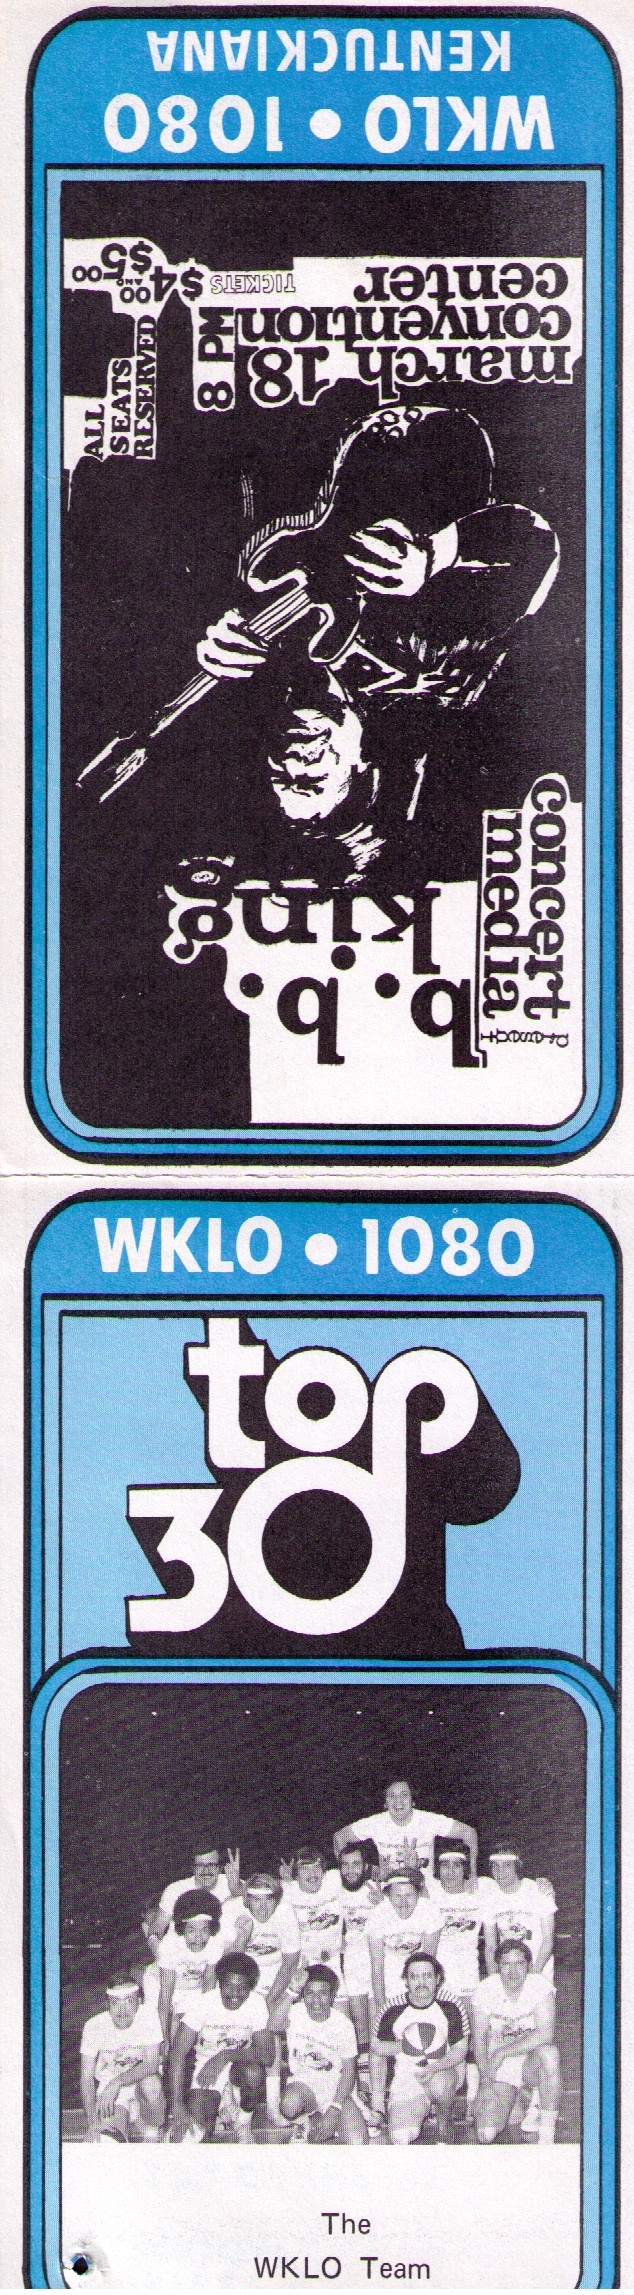 concert
media
b. b.
king
march 18
convention
center
8 PM
TICKETS $4.00 AND $5.00
ALL
SEATS
RESERVED
WKLO • 1080
KENTUCKIANA
WKLO • 1080
top
30
The
WKLO Team